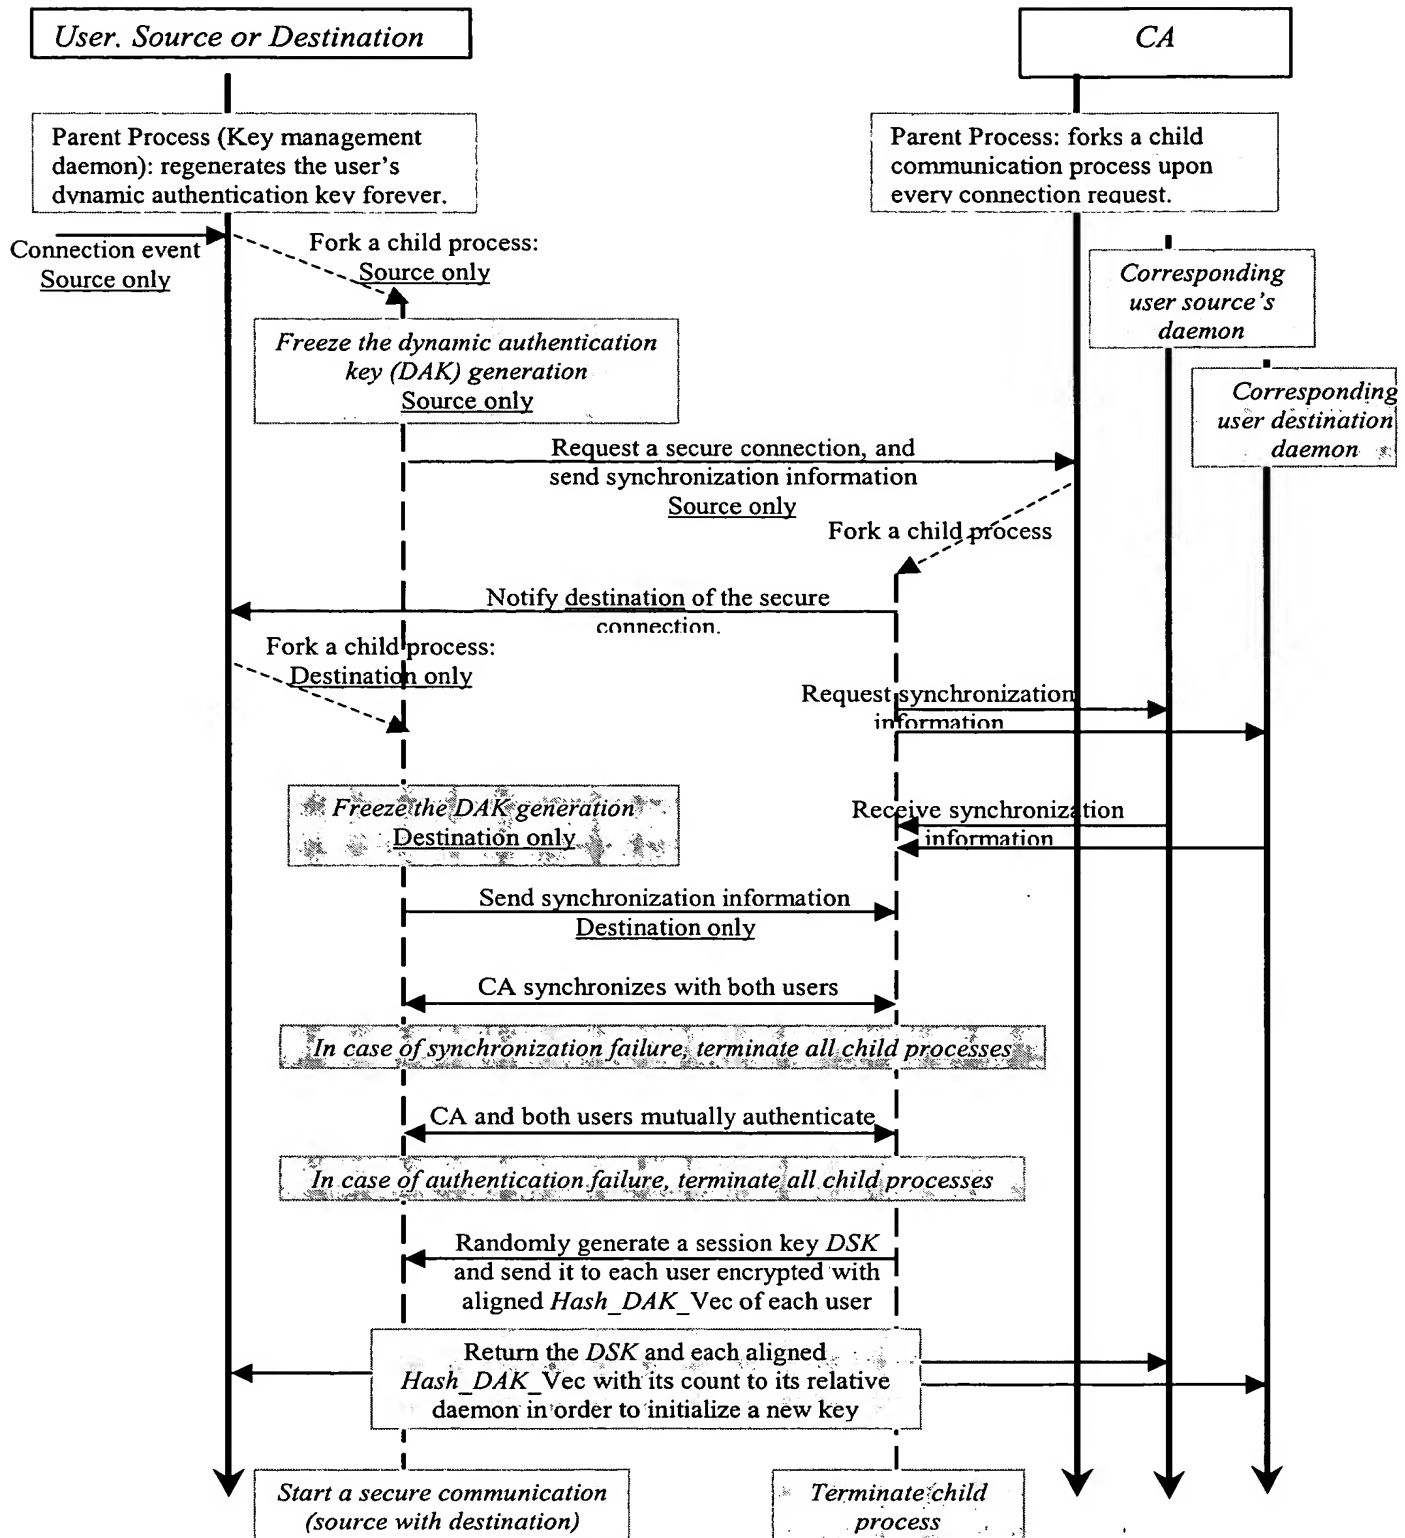 User. Source or Destination
CA
Parent Process (Key management
daemon): regenerates the user's
dynamic authentication key forever.
Parent Process: forks a child
communication process upon
every connection request.
Connection event
Source only
Fork a child process:
Source only
Corresponding
user source's
daemon
Freeze the dynamic authentication
key (DAK) generation
Source only
Corresponding
user destination
daemon
Request a secure connection, and
send synchronization information
Source only
Fork a child process
Notify destination of the secure
connection.
Fork a child process:
Destination only
Request synchronization
information
Freeze the DAK generation
Destination only
Receive synchronization
information
Send synchronization information
Destination only
CA synchronizes with both users
In case of synchronization failure, terminate all child processes
CA and both users mutually authenticate
In case of authentication failure, terminate all child processes
Randomly generate a session key DSK
and send it to each user encrypted with
aligned Hash_DAK_Vec of each user
Return the DSK and each aligned
Hash_DAK_Vec with its count to its relative
daemon in order to initialize a new key
Start a secure communication
(source with destination)
Terminate child
process